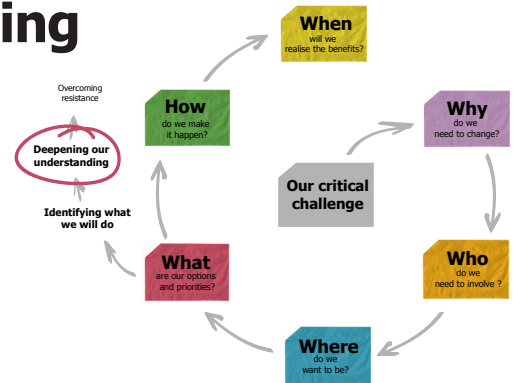 ing
When
will we
realise the benefits?
Overcoming
resistance
How
do we make
it happen?
Why
do we
need to change?
Deepening our
understanding
Our critical
challenge
Identifying what
we will do
What
are our options
and priorities?
Who
do we
need to involve ?
Where
do we
want to be?